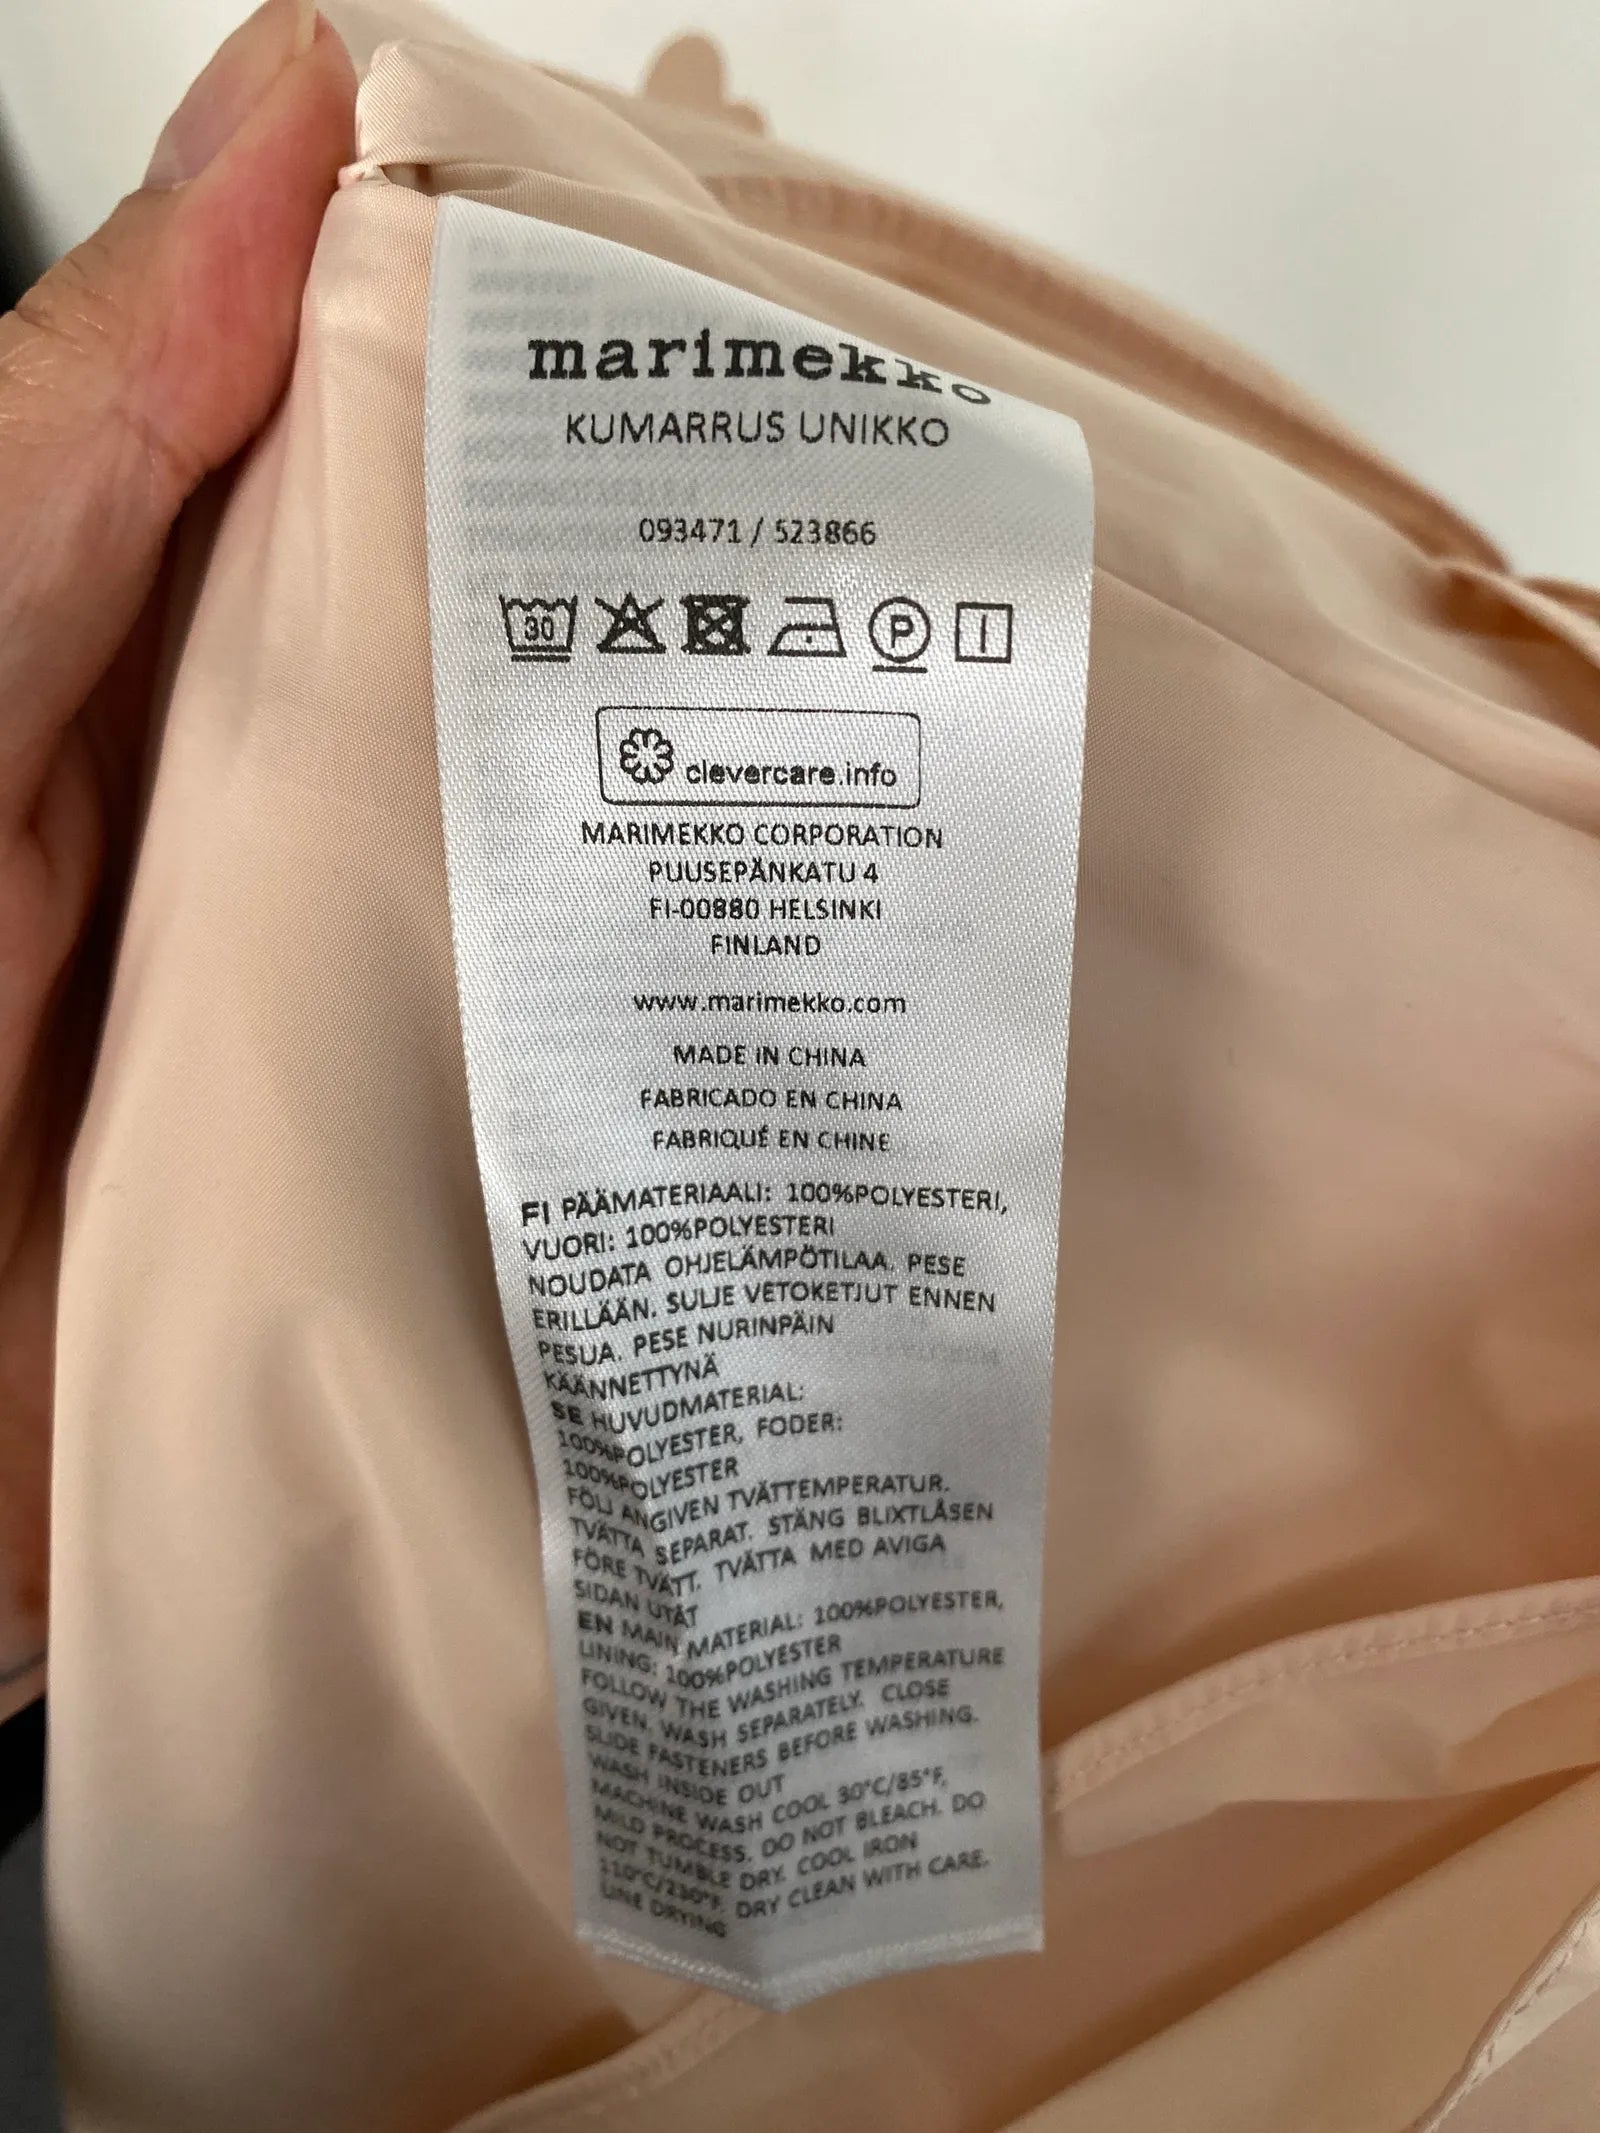 marimekko
KUMARRUS UNIKKO
093471 / 523866
30
P
clevercare.info
MARIMEKKO CORPORATION
PUUSEPÄNKATU 4
FI-00880 HELSINKI
FINLAND
www.marimekko.com
MADE IN CHINA
FABRICADO EN CHINA
FABRIQUÉ EN CHINE
FI PÄÄMATERIAALI: 100%POLYESTERI,
VUORI: 100%POLYESTERI
NOUDATA OHJELÄMPÖTILAA. PESE
ERILLÄÄN. SULJE VETOKETJUT ENNEN
PESUA. PESE NURINPÄIN
KÄÄNNETTYNÄ
SE HUVUDMATERIAL:
100%POLYESTER, FODER:
100%POLYESTER
FÖLJ ANGIVEN TVÄTTEMPERATUR.
TVÄTTA SEPARAT. STÄNG BLIXTLÅSEN
FÖRE TVÄTT. TVÄTTA MED AVIGA
SIDAN UTÅT
EN MAIN MATERIAL: 100%POLYESTER,
LINING: 100%POLYESTER
FOLLOW THE WASHING TEMPERATURE
GIVEN. WASH SEPARATELY. CLOSE
SLIDE FASTENERS BEFORE WASHING.
WASH INSIDE OUT
MACHINE WASH COOL 30°C/85°F,
MILD PROCESS. DO NOT BLEACH. DO
NOT TUMBLE DRY. COOL IRON
110°C/230°F. DRY CLEAN WITH CARE.
LINE DRYING